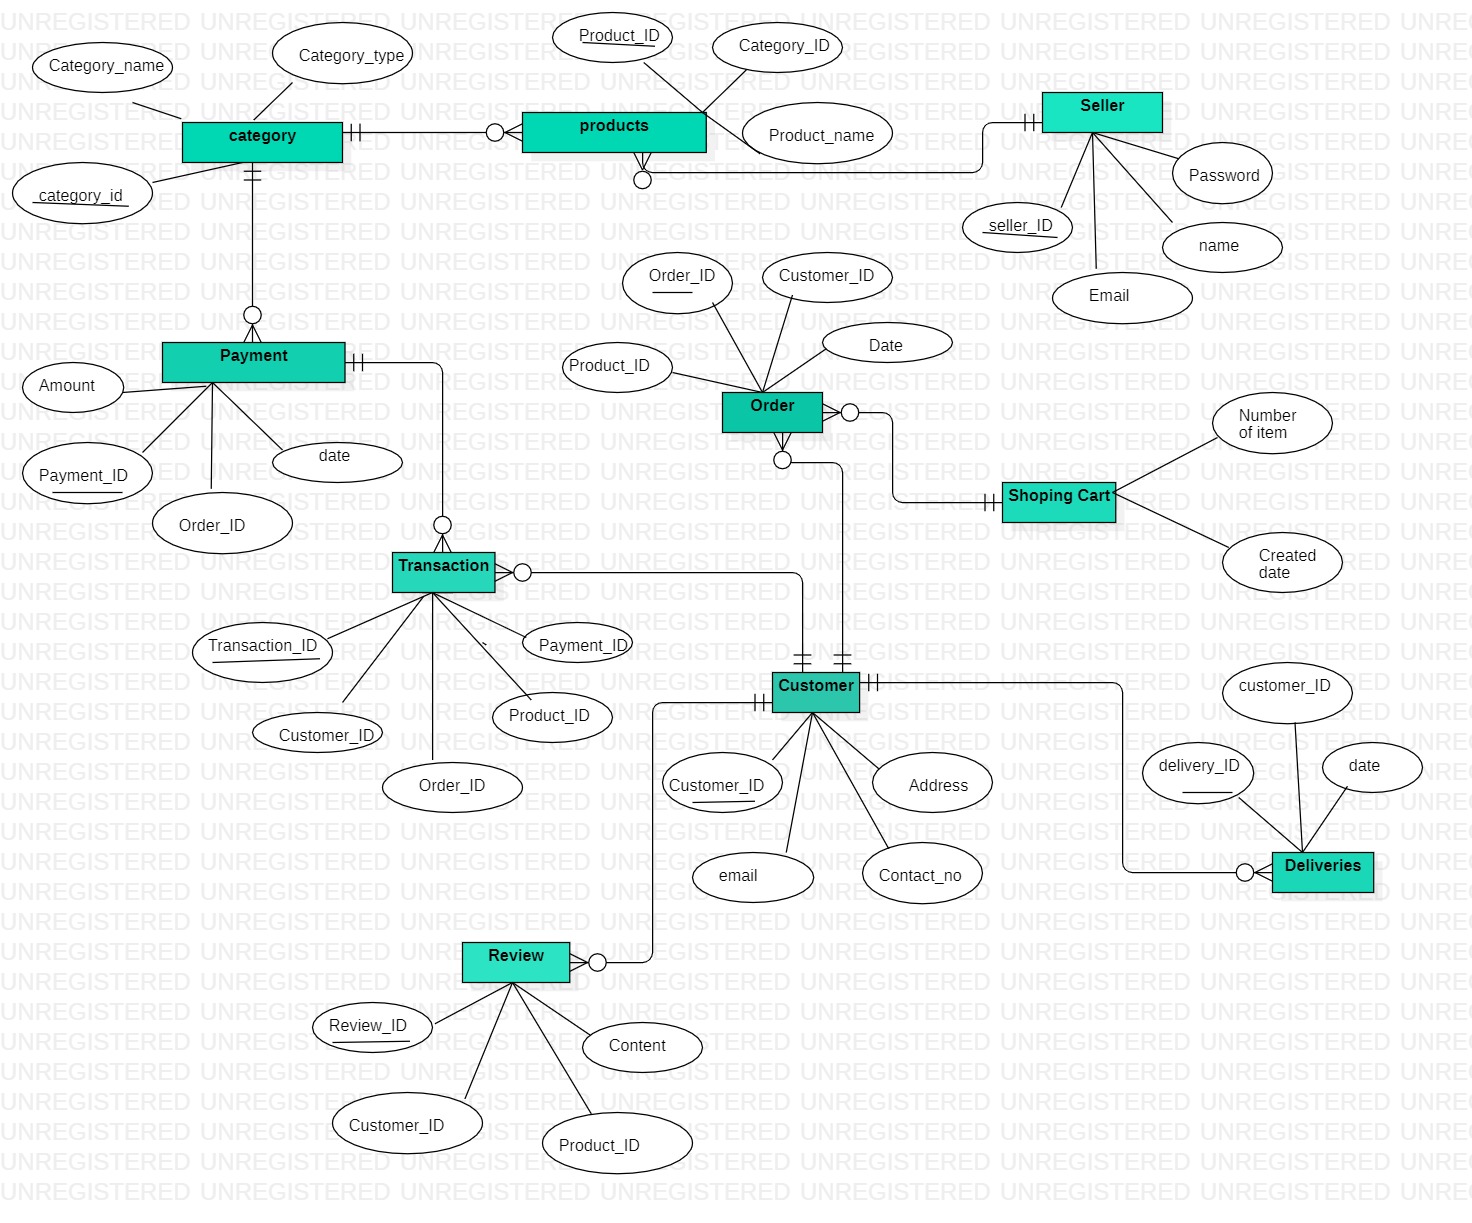 Category_name
Category_type
category
category_id
Product_ID
Category_ID
products
Product_name
Seller
Password
seller_ID
name
Email
Order_ID
Customer_ID
Product_ID
Date
Order
Payment
Amount
Payment_ID
date
Order_ID
Number
of item
Shoping Cart
Created
date
Transaction
Transaction_ID
Payment_ID
Customer_ID
Product_ID
Order_ID
Customer
Customer_ID
Address
email
Contact_no
customer_ID
delivery_ID
date
Deliveries
Review
Review_ID
Content
Customer_ID
Product_ID
UNREGISTERED